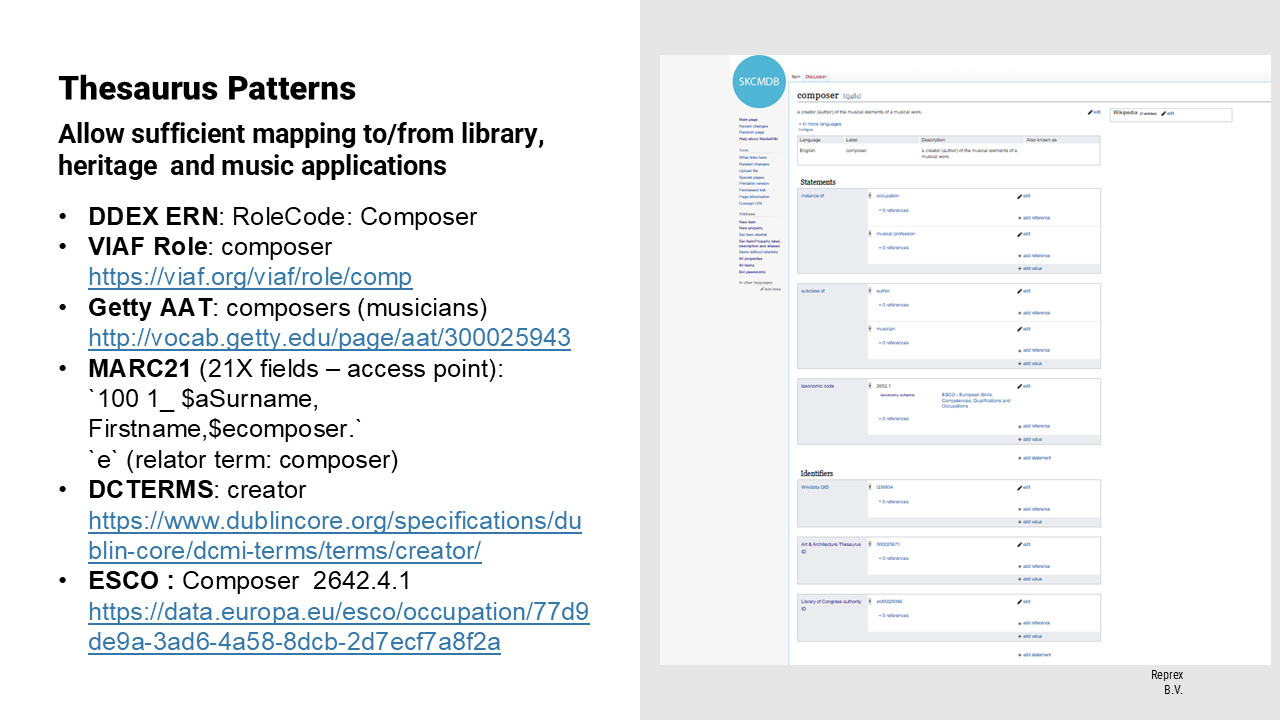 Thesaurus Patterns
Allow sufficient mapping to/from library,
heritage and music applications
• DDEX ERN: RoleCode: Composer
• VIAF Role: composer
https://viaf.org/viaf/role/comp
• Getty AAT: composers (musicians)
http://vocab.getty.edu/page/aat/300025943
• MARC21 (21X fields – access point):
`100 1_ $aSurname,
Firstname,$ecomposer.`
`e` (relator term: composer)
• DCTERMS: creator
https://www.dublincore.org/specifications/du
blin-core/dcmi-terms/terms/creator/
• ESCO : Composer 2642.4.1
https://data.europa.eu/esco/occupation/77d9
de9a-3ad6-4a58-8dcb-2d7ecf7a8f2a
SKCMDB
Item Discussion
composer
a creator (author) of the musical elements of a musical work.
edit
Wikipedia (0 entries) edit
In more languages
Configure
Language Label Description Also known as
English composer a creator (author) of the musical elements of a
musical work.
Main page
Recent changes
Random page
Help about MediaWiki
Tools
What links here
Related changes
Upload file
Special pages
Printable version
Permanent link
Page information
Concept URI
Wikibase
New item
New property
Set Item/Property label,
description and aliases
Items without sitelinks
All properties
All items
In other languages
Add links
Statements
instance of occupation edit
0 references
add reference
musical profession edit
0 references
add reference
add value
subclass of author edit
0 references
add reference
musician edit
0 references
add reference
add value
taxonomic code 2652.1 edit
taxonomy scheme ESCO - European Skills,
Competences, Qualifications and
Occupations
0 references
add reference
add value
add statement
Identifiers
Wikidata QID Q36834 edit
0 references
add reference
add value
Art & Architecture Thesaurus
ID
300025671 edit
0 references
add reference
add value
Library of Congress authority
ID
edit
0 references
add reference
add value
add statement
Reprex
B.V.